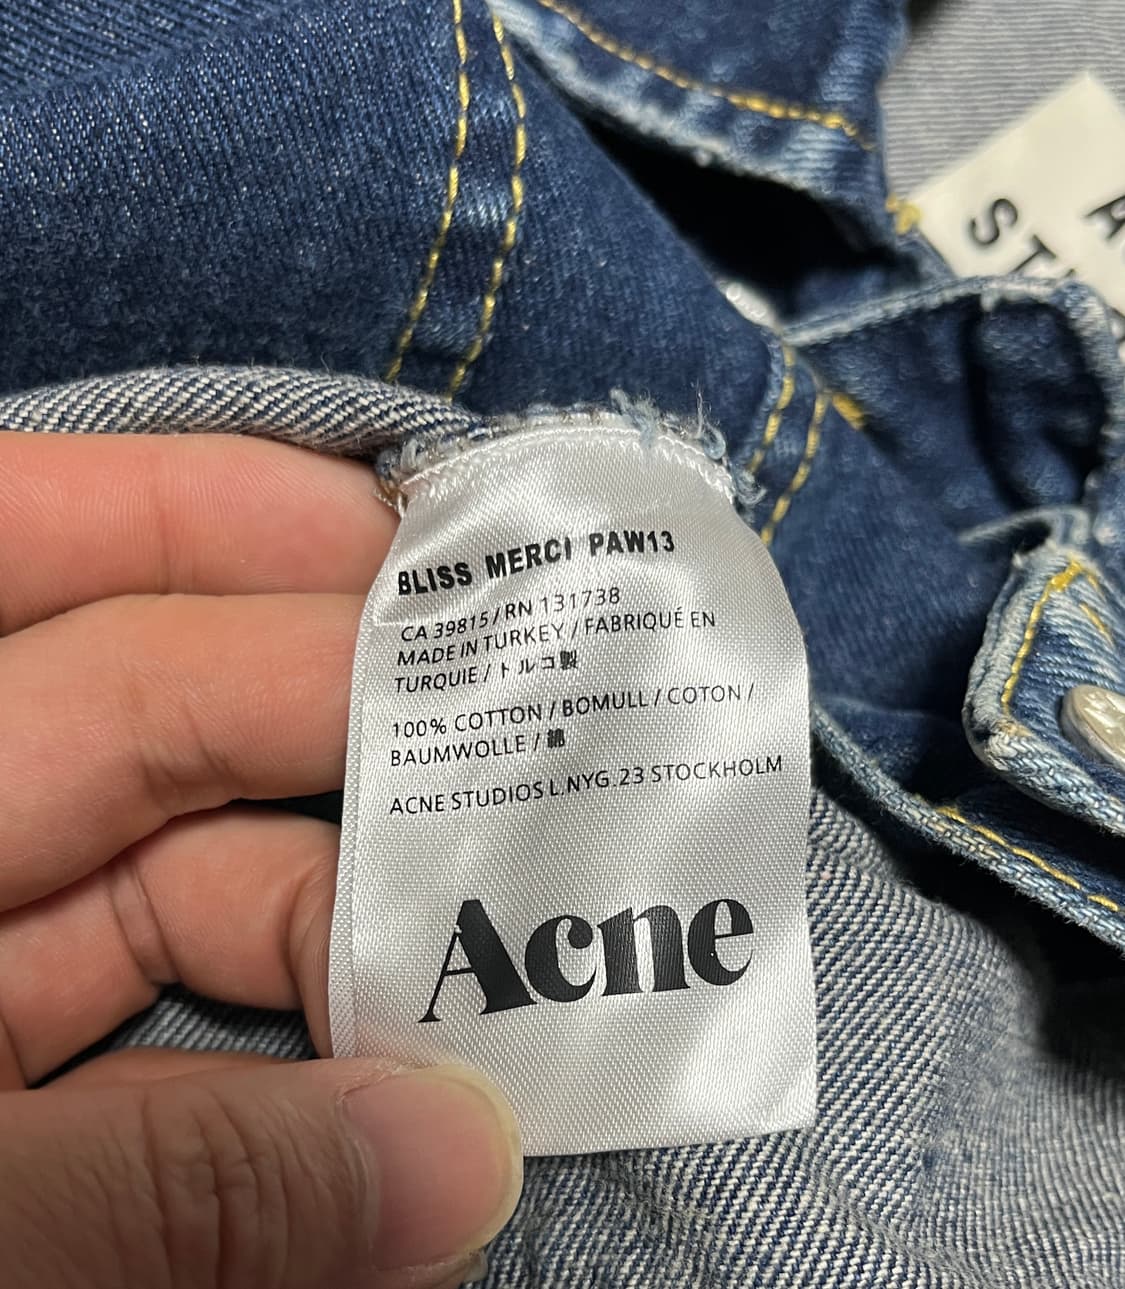 BLISS MERCI PAW13
CA 39815/RN 131738
MADE IN TURKEY / FABRIQUÉ EN
TURQUIE / トルコ製
100% COTTON / BOMULL / COTON /
BAUMWOLLE / 綿
ACNE STUDIOS L.NYG.23 STOCKHOLM
Acne
A
ST